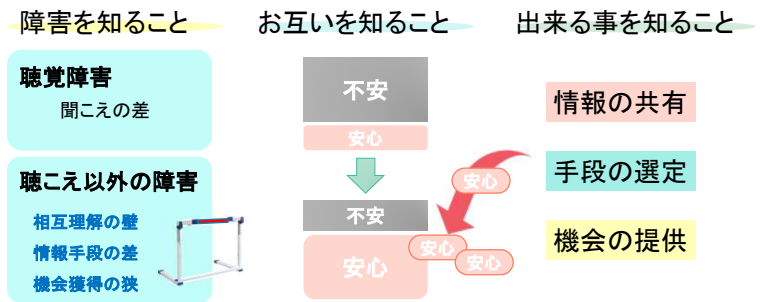 障害を知ること
お互いを知ること
出来る事を知ること
聴覚障害
聞こえの差
聴こえ以外の障害
相互理解の壁
情報手段の差
機会獲得の狭
不安
安心
不安
安心
安心
安心
安心
情報の共有
手段の選定
機会の提供